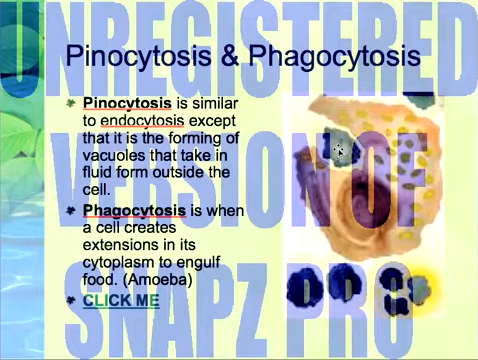 UNREGISTERED
Pinocytosis & Phagocytosis
Pinocytosis is similar
to endocytosis except
that it is the forming of
vacuoles that take in
fluid form outside the
cell.
VERSION OF
Phagocytosis is when
a cell creates
extensions in its
cytoplasm to engulf
food. (Amoeba)
CLICK ME
SNAPZ PRO